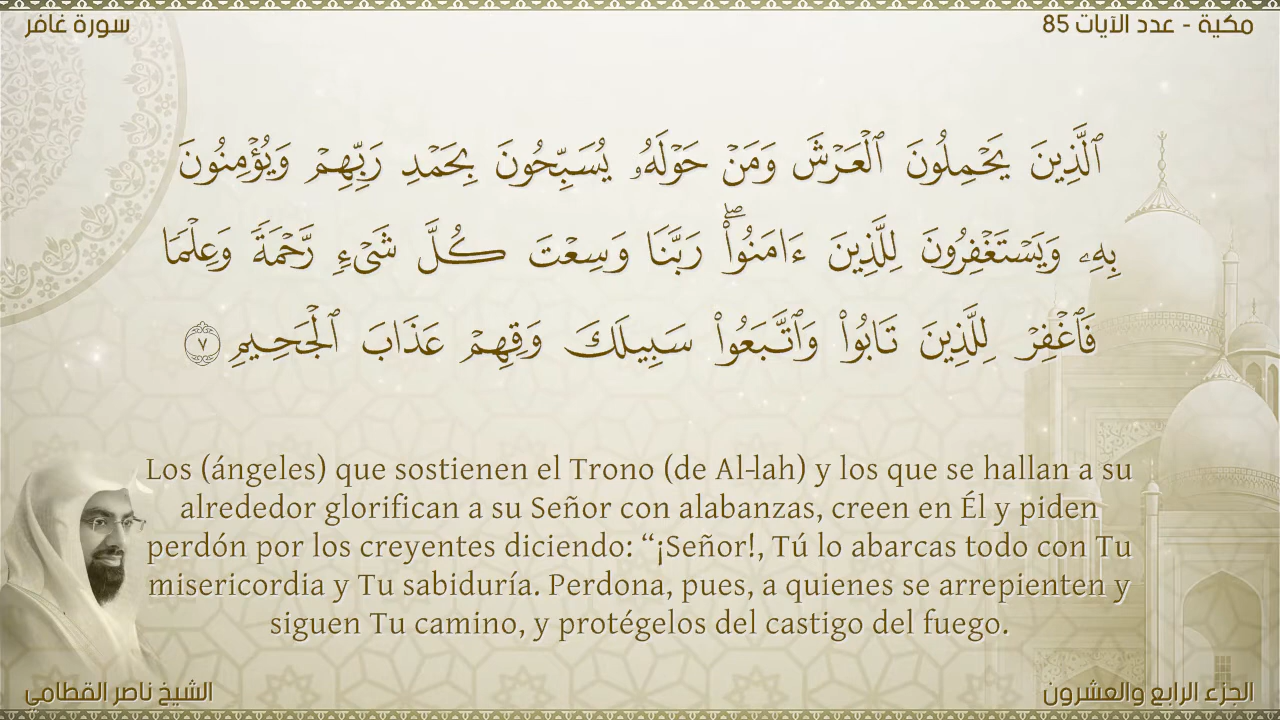 سورة غافر
مكية - عدد الآيات 85
ٱلَّذِينَ يَحْمِلُونَ ٱلْعَرْشَ وَمَنْ حَوْلَهُۥ يُسَبِّحُونَ بِحَمْدِ رَبِّهِمْ وَيُؤْمِنُونَ
بِهِۦ وَيَسْتَغْفِرُونَ لِلَّذِينَ ءَامَنُوا۟ۖ رَبَّنَا وَسِعْتَ كُلَّ شَىْءٍ رَّحْمَةً وَعِلْمًا
فَٱغْفِرْ لِلَّذِينَ تَابُوا۟ وَٱتَّبَعُوا۟ سَبِيلَكَ وَقِهِمْ عَذَابَ ٱلْجَحِيمِ ٧
Los (ángeles) que sostienen el Trono (de Al-lah) y los que se hallan a su
alrededor glorifican a su Señor con alabanzas, creen en Él y piden
perdón por los creyentes diciendo: “¡Señor!, Tú lo abarcas todo con Tu
misericordia y Tu sabiduría. Perdona, pues, a quienes se arrepienten y
siguen Tu camino, y protégelos del castigo del fuego.
الشيخ ناصر القطامي
الجزء الرابع والعشرون